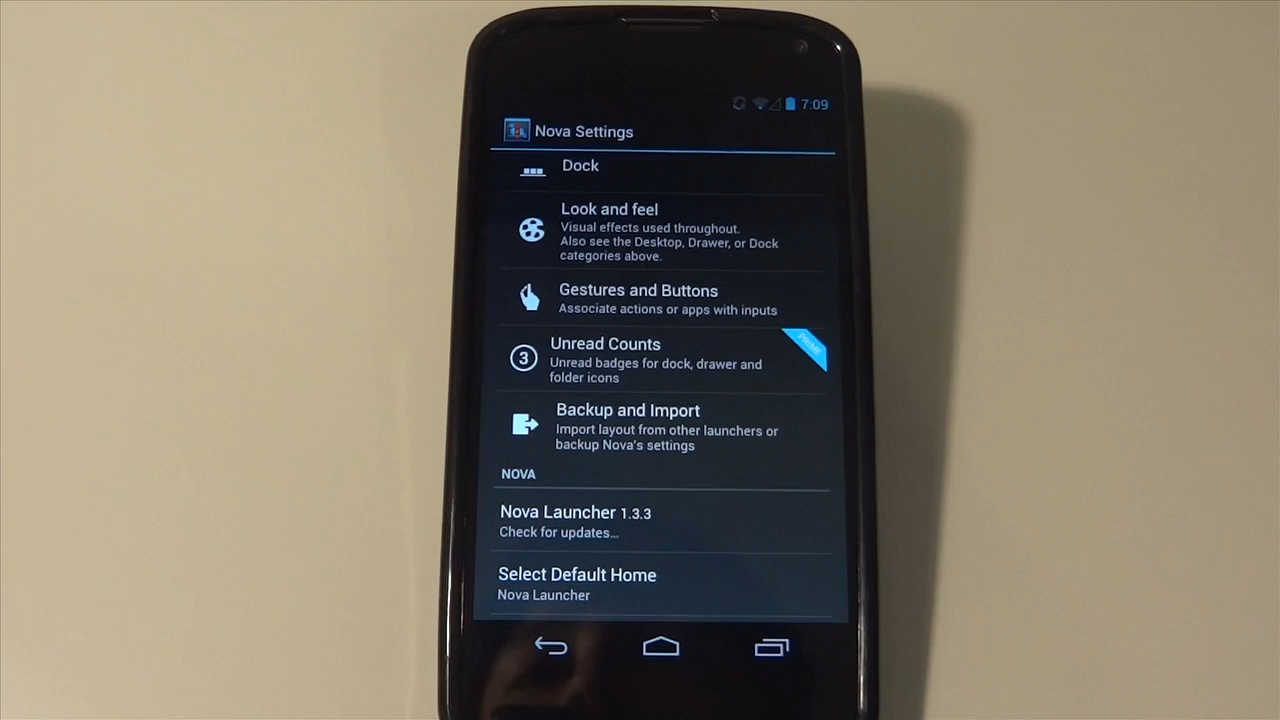 7:09
Nova Settings
Dock
Look and feel
Visual effects used throughout.
Also see the Desktop, Drawer, or Dock
categories above.
Gestures and Buttons
Associate actions or apps with inputs
PRIME
3
Unread Counts
Unread badges for dock, drawer and
folder icons
Backup and Import
Import layout from other launchers or
backup Nova's settings
NOVA
Nova Launcher 1.3.3
Check for updates...
Select Default Home
Nova Launcher